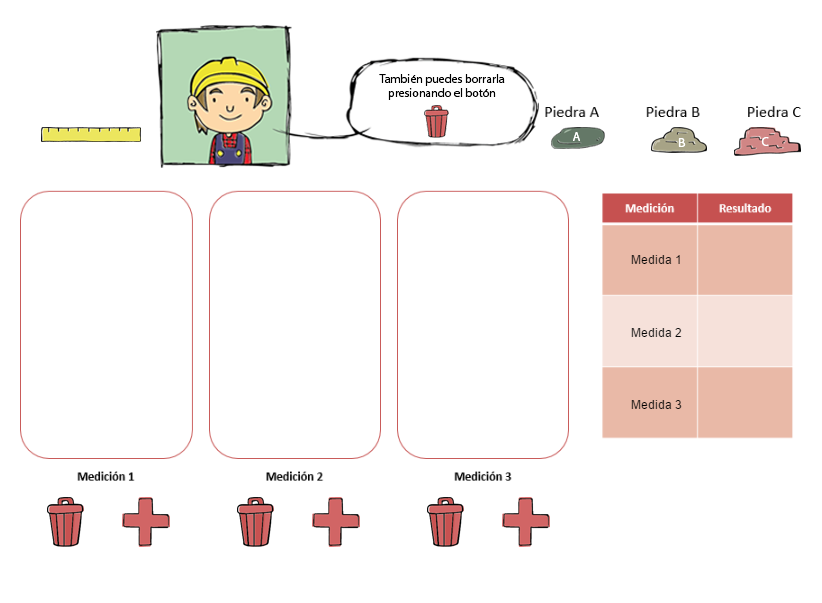 También puedes borrarla
presionando el botón
Piedra A
Piedra B
Piedra C
A
B
C
Medición
Resultado
Medida 1
Medida 2
Medida 3
Medición 1
Medición 2
Medición 3